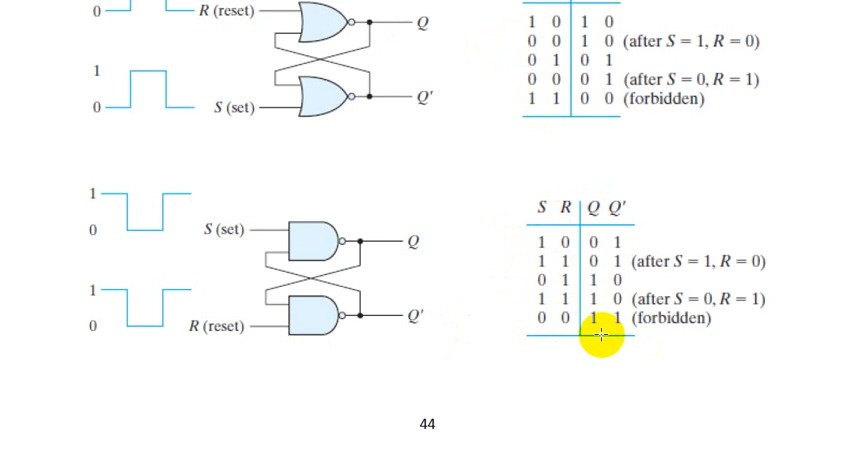 0
R (reset)
Q
1
0
S (set)
Q'
1 0 1 0
0 0 1 0 (after S = 1, R = 0)
0 1 0 1
0 0 0 1 (after S = 0, R = 1)
1 1 0 0 (forbidden)
1
0
S (set)
Q
1
0
R (reset)
Q'
S R Q Q'
1 0 0 1
1 1 0 1 (after S = 1, R = 0)
0 1 1 0
1 1 1 0 (after S = 0, R = 1)
0 0 1 1 (forbidden)
44